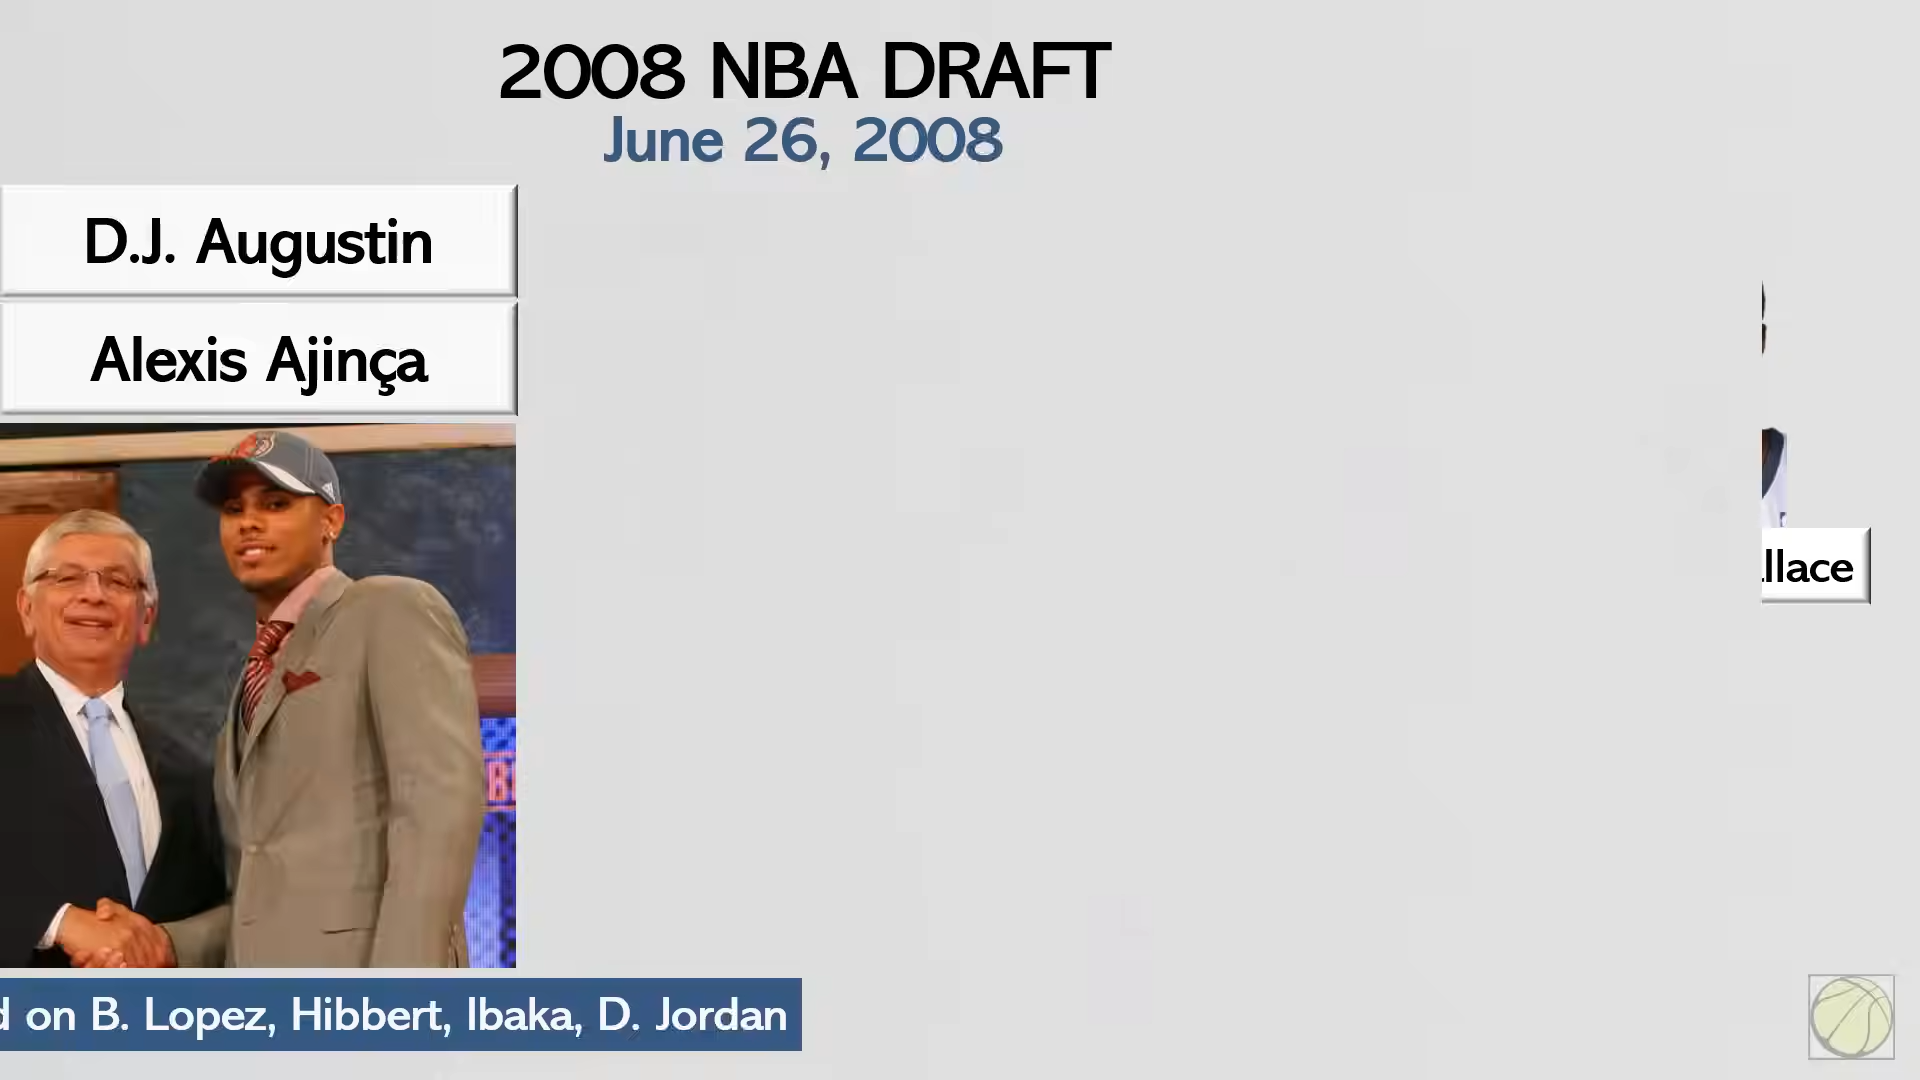 2008 NBA DRAFT
June 26, 2008
D.J. Augustin
Alexis Ajinça
llace
on B. Lopez, Hibbert, Ibaka, D. Jordan